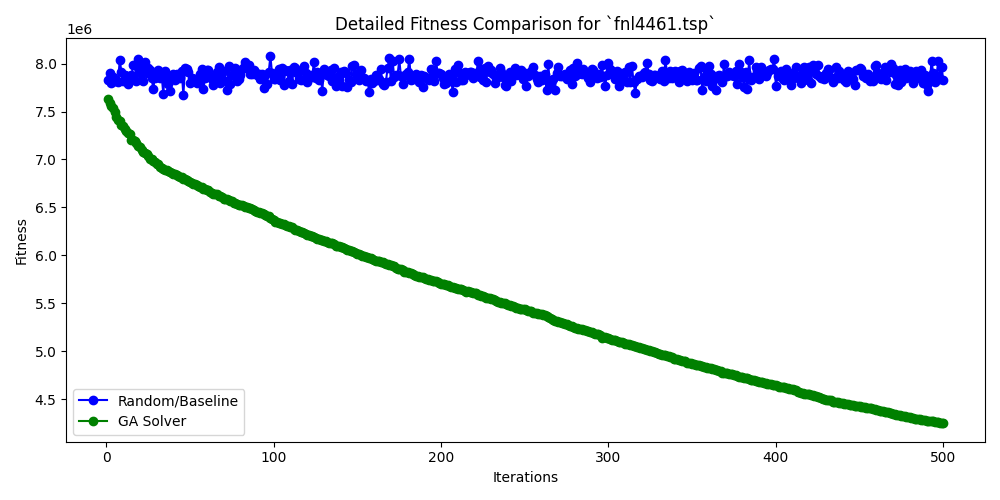 Detailed Fitness Comparison for `fnl4461.tsp`
1e6
8.0
7.5
7.0
6.5
6.0
5.5
5.0
4.5
Fitness
Random/Baseline
GA Solver
0 100 200 300 400 500
Iterations